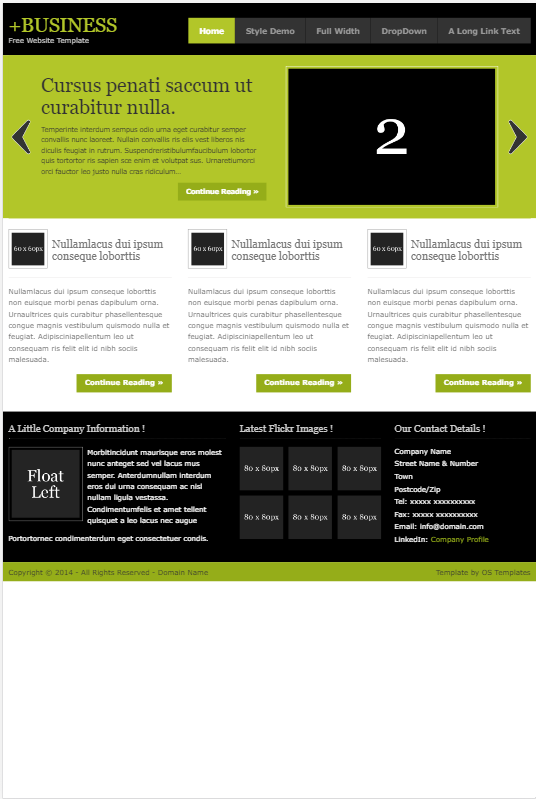 +BUSINESS
Free Website Template
Home
Style Demo
Full Width
DropDown
A Long Link Text
Cursus penati saccum ut
curabitur nulla.
Temperinte interdum sempus odio urna eget curabitur semper
convallis nunc laoreet. Nullain convallis ris elis vest liberos nis
diculis feugiat in rutrum. Suspendreristibulumfaucibulum lobortor
quis tortortor ris sapien sce enim et volutpat sus. Urnaretiumorci
orci fauctor leo justo nulla cras ridiculum...
Continue Reading »
2
60 x 60px
Nullamlacus dui ipsum
conseque loborttis
Nullamlacus dui ipsum conseque loborttis
non euisque morbi penas dapibulum orna.
Urnaultrices quis curabitur phasellentesque
congue magnis vestibulum quismodo nulla et
feugiat. Adipisciniapellentum leo ut
consequam ris felit elit id nibh sociis
malesuada.
Continue Reading »
60 x 60px
Nullamlacus dui ipsum
conseque loborttis
Nullamlacus dui ipsum conseque loborttis
non euisque morbi penas dapibulum orna.
Urnaultrices quis curabitur phasellentesque
congue magnis vestibulum quismodo nulla et
feugiat. Adipisciniapellentum leo ut
consequam ris felit elit id nibh sociis
malesuada.
Continue Reading »
60 x 60px
Nullamlacus dui ipsum
conseque loborttis
Nullamlacus dui ipsum conseque loborttis
non euisque morbi penas dapibulum orna.
Urnaultrices quis curabitur phasellentesque
congue magnis vestibulum quismodo nulla et
feugiat. Adipisciniapellentum leo ut
consequam ris felit elit id nibh sociis
malesuada.
Continue Reading »
A Little Company Information !
Float
Left
Morbitincidunt maurisque eros molest
nunc anteget sed vel lacus mus
semper. Anterdumnullam interdum
eros dui urna consequam ac nisl
nullam ligula vestassa.
Condimentumfelis et amet tellent
quisquet a leo lacus nec augue
Portortornec condimenterdum eget consectetuer condis.
Latest Flickr Images !
80 x 80px
80 x 80px
80 x 80px
80 x 80px
80 x 80px
80 x 80px
Our Contact Details !
Company Name
Street Name & Number
Town
Postcode/Zip
Tel: xxxxx xxxxxxxxxx
Fax: xxxxx xxxxxxxxxx
Email: info@domain.com
LinkedIn: Company Profile
Copyright © 2014 - All Rights Reserved - Domain Name
Template by OS Templates